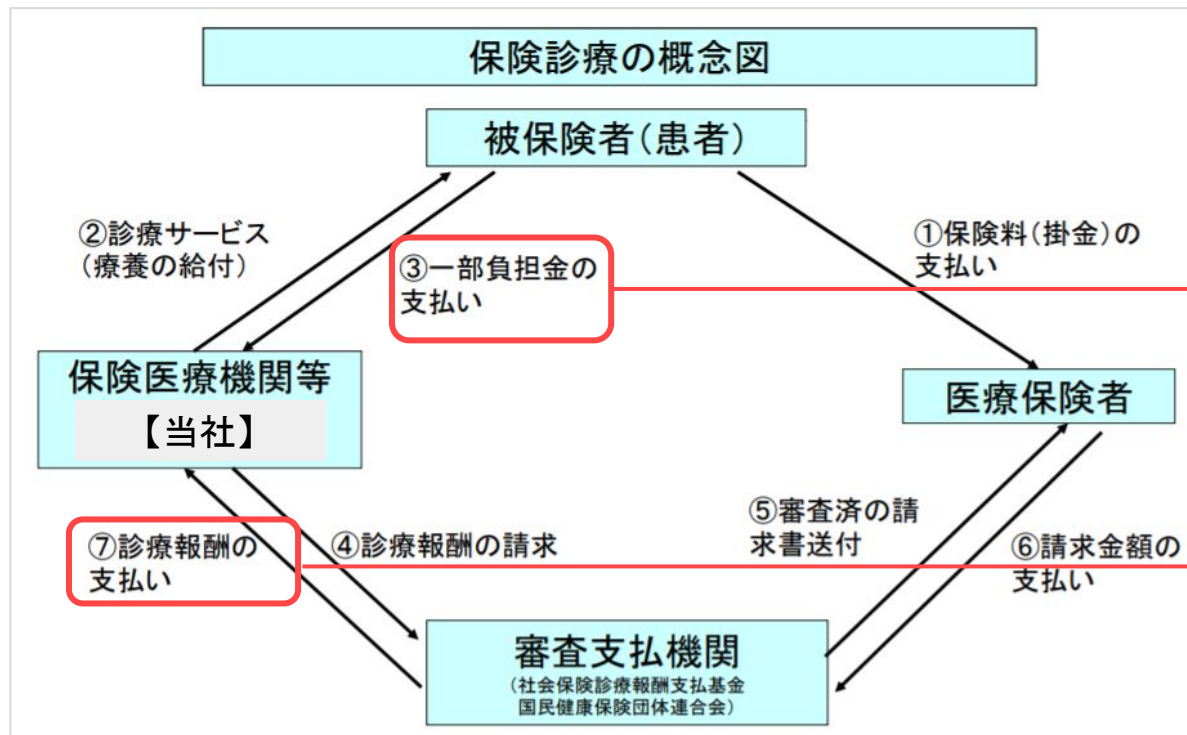 保険診療の概念図
被保険者(患者)
②診療サービス
(療養の給付)
③一部負担金の
支払い
①保険料(掛金)の
支払い
保険医療機関等
【当社】
医療保険者
⑦診療報酬の
支払い
④診療報酬の請求
⑤審査済の請
求書送付
⑥請求金額の
支払い
審査支払機関
(社会保険診療報酬支払基金
国民健康保険団体連合会)